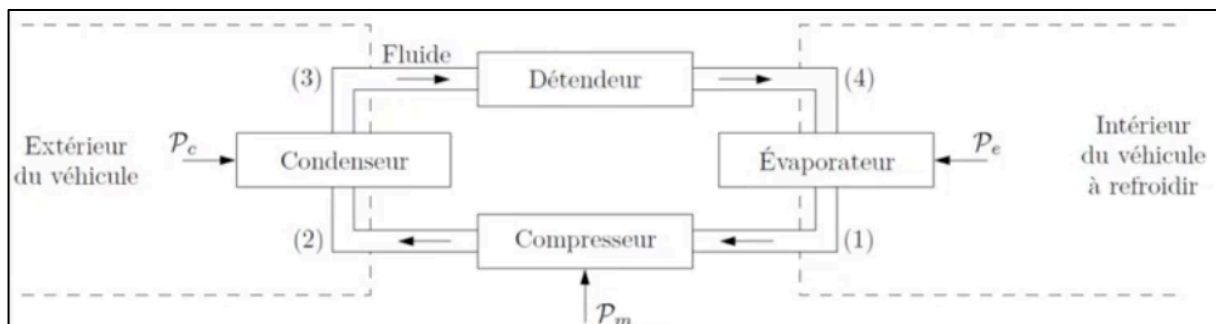 Fluide
(3)
Détendeur
(4)
Extérieur
du véhicule
𝒫c
Condenseur
Évaporateur
𝒫e
Intérieur
du véhicule
à refroidir
(2)
Compresseur
(1)
𝒫m